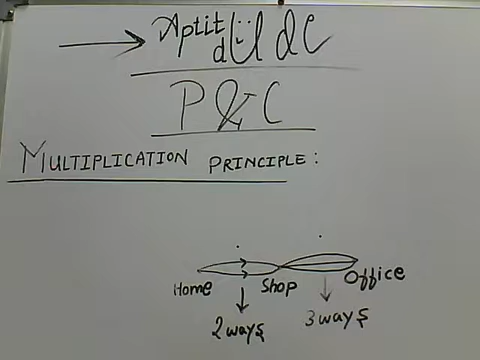 Aptitude
P&C
MULTIPLICATION PRINCIPLE:
Home Shop Office
2 ways 3 ways